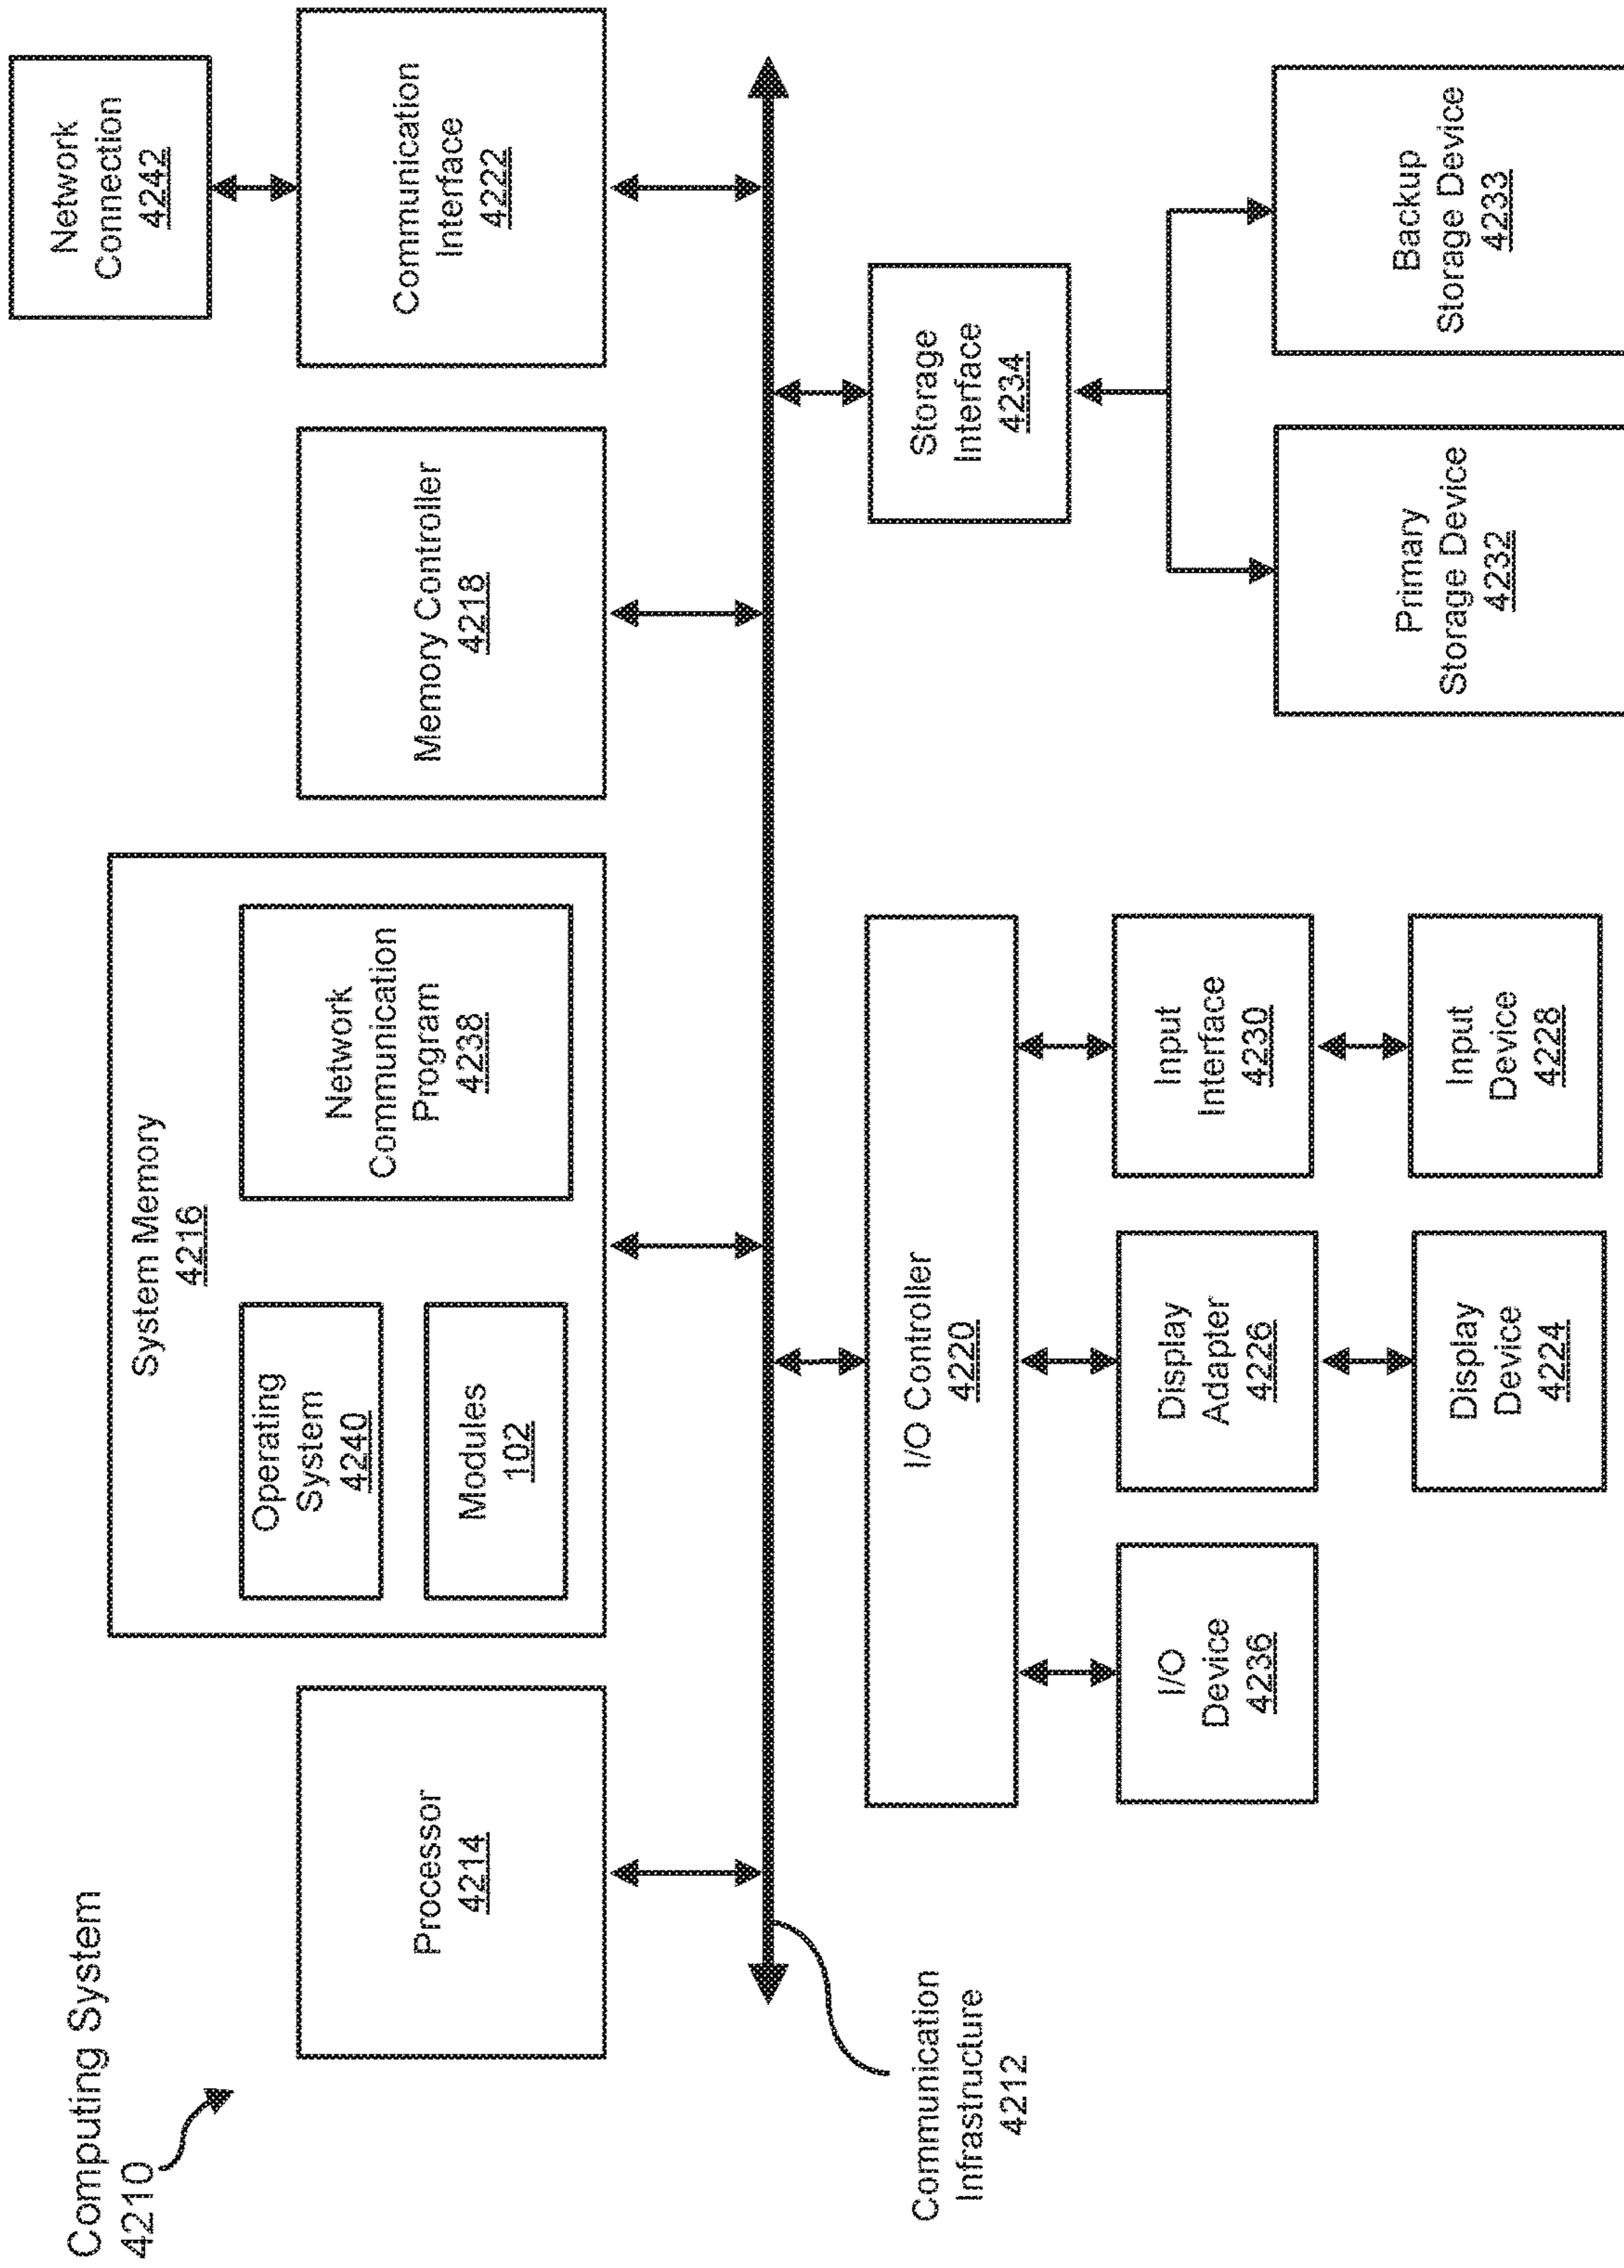 Computing System
4210
Processor
4214
System Memory
4216
Operating
System
4240
Modules
102
Network
Communication
Program
4238
Memory Controller
4218
Communication
Interface
4222
Network
Connection
4242
Communication
Infrastructure
4212
I/O Controller
4220
I/O
Device
4236
Display
Adapter
4226
Display
Device
4224
Input
Interface
4230
Input
Device
4228
Storage
Interface
4234
Primary
Storage Device
4232
Backup
Storage Device
4233